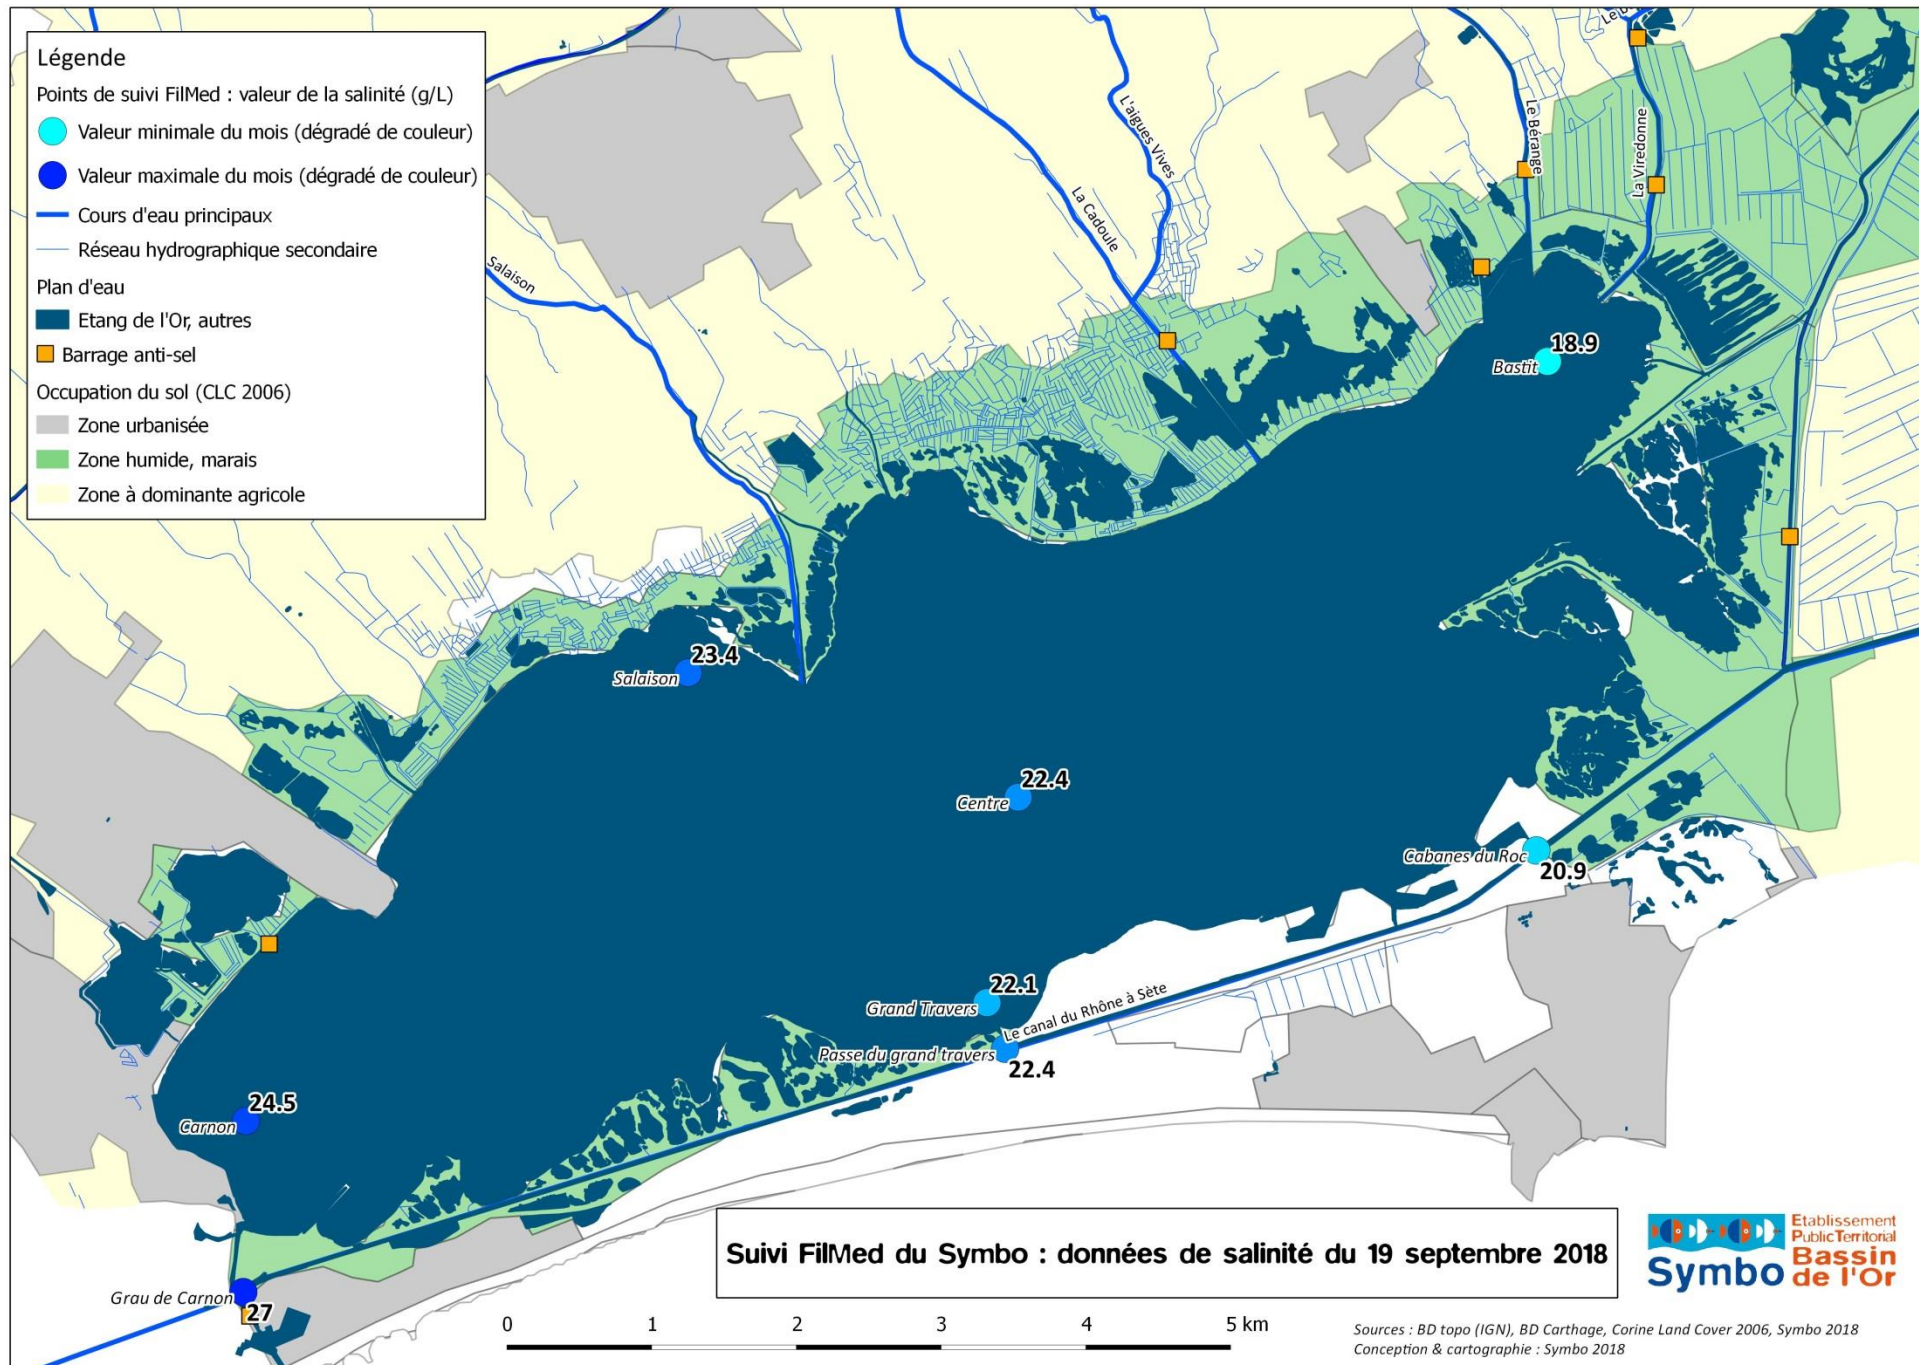 Légende
Points de suivi FilMed : valeur de la salinité (g/L)
Valeur minimale du mois (dégradé de couleur)
Valeur maximale du mois (dégradé de couleur)
Cours d'eau principaux
Réseau hydrographique secondaire
Plan d'eau
Etang de l'Or, autres
Barrage anti-sel
Occupation du sol (CLC 2006)
Zone urbanisée
Zone humide, marais
Zone à dominante agricole
Salaison
La Cadoule
L'aigues Vives
Le Bérange
La Viredonne
18.9
Bastit
23.4
Salaison
22.4
Centre
Cabanes du Roc
20.9
22.1
Grand Travers
Le canal du Rhône à Sète
Passe du grand travers
22.4
24.5
Carnon
Grau de Carnon
27
Suivi FilMed du Symbo : données de salinité du 19 septembre 2018
Etablissement
Public Territorial
Bassin
de l'Or
Symbo
0 1 2 3 4 5 km
Sources : BD topo (IGN), BD Carthage, Corine Land Cover 2006, Symbo 2018
Conception & cartographie : Symbo 2018